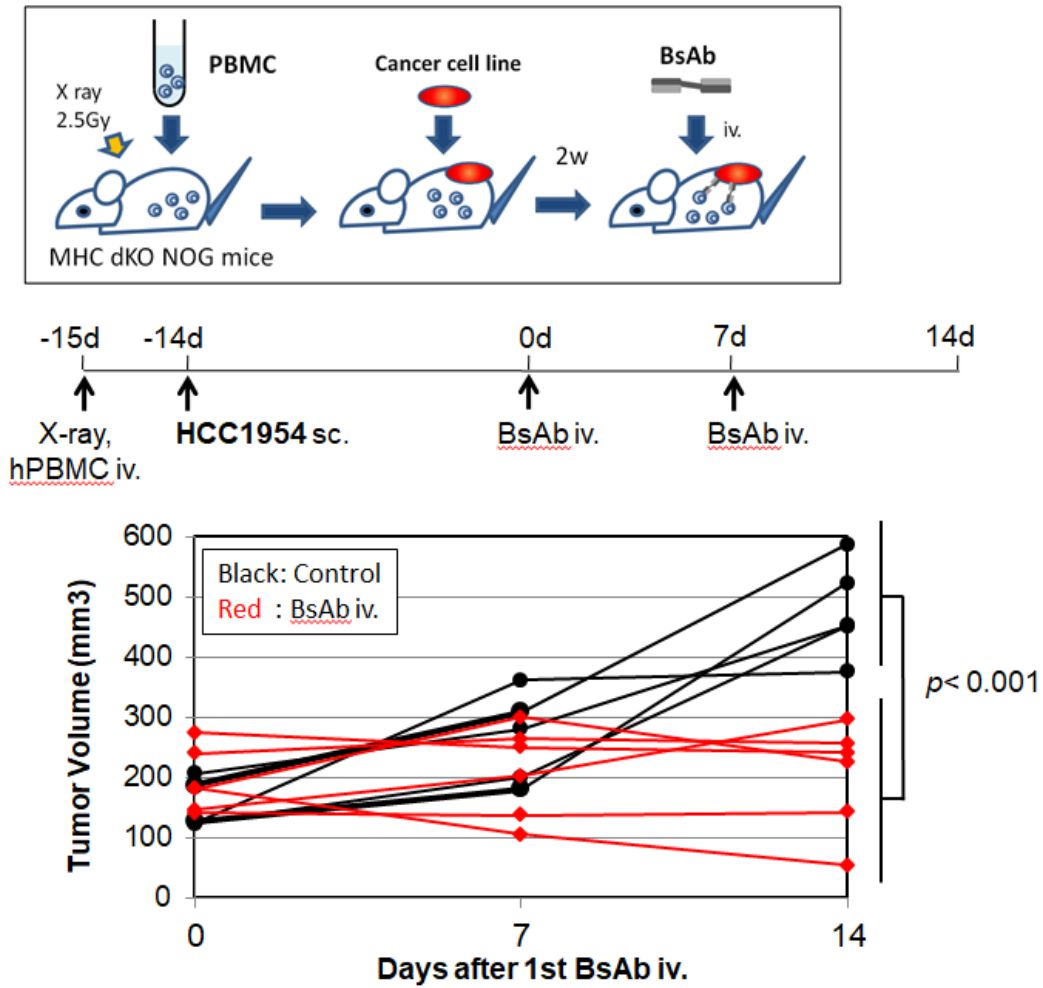 PBMC
Cancer cell line
BsAb
X ray
2.5Gy
iv.
2w
MHC dKO NOG mice
-15d -14d 0d 7d 14d
X-ray,
hPBMC iv.
HCC1954 sc.
BsAb iv.
BsAb iv.
Tumor Volume (mm3)
600
500
400
300
200
100
0
Black: Control
Red : BsAb iv.
p< 0.001
0 7 14
Days after 1st BsAb iv.